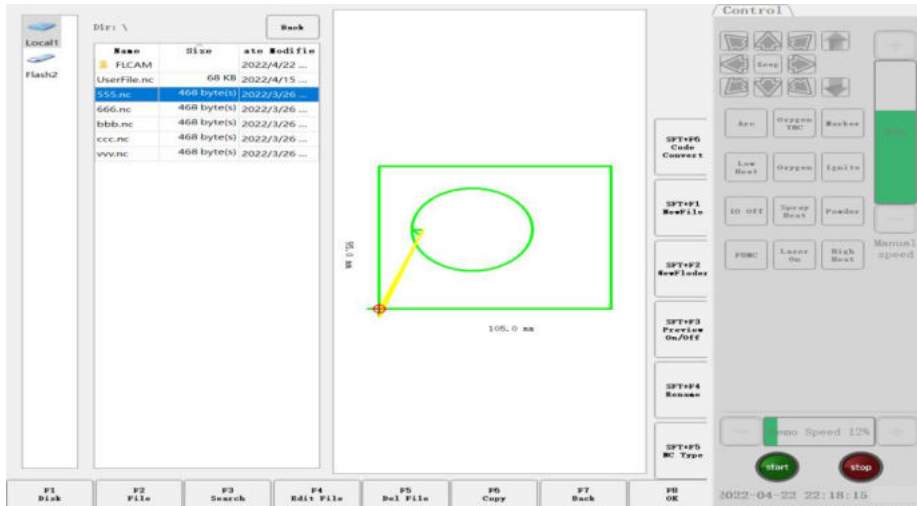 Control
Dir: \
Back
Local1
Flash2
Name Size ate Modifie
FLCAM 2022/4/22 ...
UserFile.nc 68 KB 2022/4/15 ...
555.nc 468 byte(s) 2022/3/26 ...
666.nc 468 byte(s) 2022/3/26 ...
bbb.nc 468 byte(s) 2022/3/26 ...
ccc.nc 468 byte(s) 2022/3/26 ...
vvv.nc 468 byte(s) 2022/3/26 ...
95.0 mm
105.0 mm
SFT+F6
Code
Convert
SFT+F1
NewFile
SFT+F2
NewFloder
SFT+F3
Preview
On/Off
SFT+F4
Rename
SFT+F5
NC Type
Keep
Arc
Oxygen
THC
Marker
Low
Heat
Oxygen
Ignite
IO Off
Spray
Heat
Powder
Laser
On
High
Heat
Manual
speed
emo Speed 12%
start
stop
F1
Disk
F2
File
F3
Search
F4
Edit File
F5
Del File
F6
Copy
F7
Back
F8
OK
2022-04-22 22:18:15